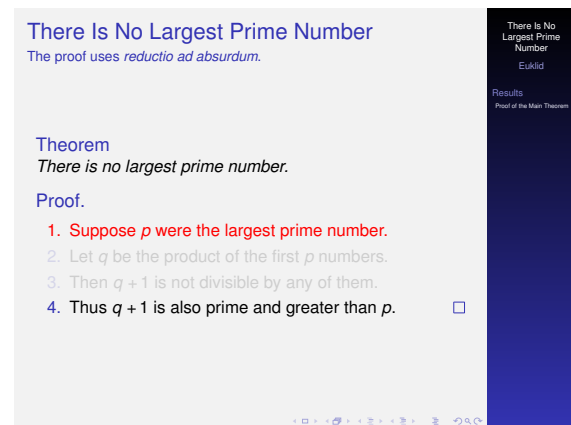 There Is No Largest Prime Number
The proof uses reductio ad absurdum.
Theorem
There is no largest prime number.
Proof.
1. Suppose p were the largest prime number.
2. Let q be the product of the first p numbers.
3. Then q + 1 is not divisible by any of them.
4. Thus q + 1 is also prime and greater than p.
There Is No
Largest Prime
Number
Euklid
Results
Proof of the Main Theorem